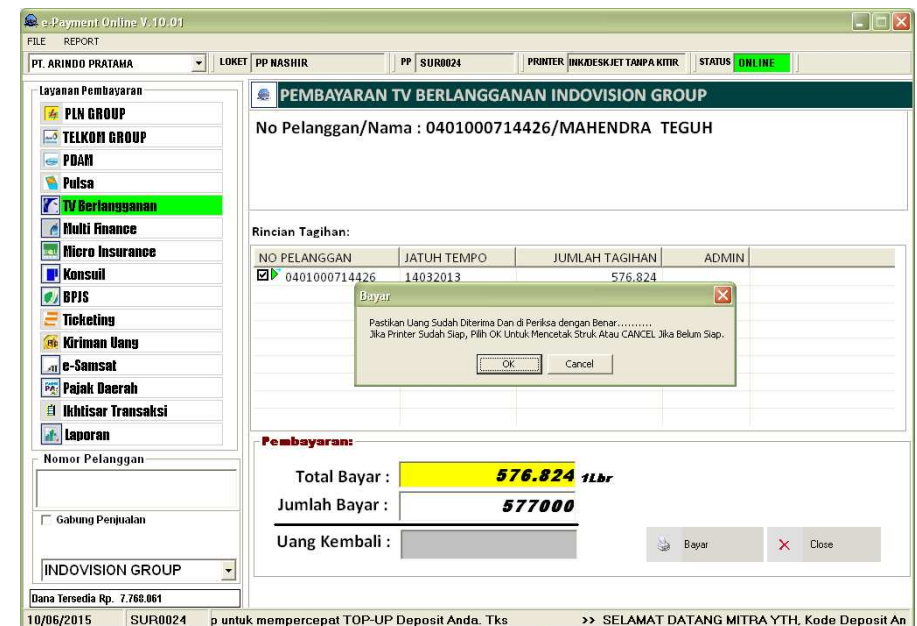 e-Payment Online V.10.01
FILE REPORT
PT. ARINDO PRATAMA LOKET PP NASHIR PP SUR0024 PRINTER INK/DESKJET TANPA KITIR STATUS ONLINE
Layanan Pembayaran
PLN GROUP
TELKOM GROUP
PDAM
Pulsa
TV Berlangganan
Multi Finance
Micro Insurance
Konsuil
BPJS
Ticketing
Kiriman Uang
e-Samsat
Pajak Daerah
Ikhtisar Transaksi
Laporan
Nomor Pelanggan
Gabung Penjualan
INDOVISION GROUP
Dana Tersedia Rp. 7.768.061
PEMBAYARAN TV BERLANGGANAN INDOVISION GROUP
No Pelanggan/Nama : 0401000714426/MAHENDRA TEGUH
Rincian Tagihan:
NO PELANGGAN JATUH TEMPO JUMLAH TAGIHAN ADMIN
0401000714426 14032013 576.824
Bayar
Pastikan Uang Sudah Diterima Dan di Periksa dengan Benar..........
Jika Printer Sudah Siap, Pilih OK Untuk Mencetak Struk Atau CANCEL Jika Belum Siap.
OK Cancel
Pembayaran:
Total Bayar : 576.824 1Lbr
Jumlah Bayar : 577000
Uang Kembali :
Bayar Close
10/06/2015 SUR0024 p untuk mempercepat TOP-UP Deposit Anda. Tks >> SELAMAT DATANG MITRA YTH, Kode Deposit An